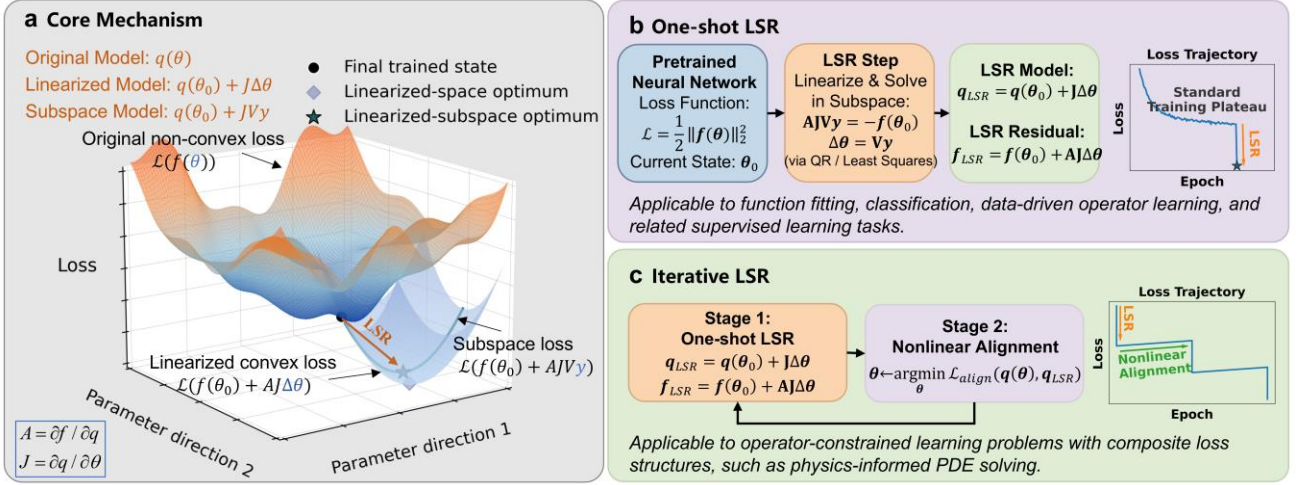 a Core Mechanism
Original Model: q(θ)
Linearized Model: q(θ₀) + JΔθ
Subspace Model: q(θ₀) + JVy
Final trained state
Linearized-space optimum
Linearized-subspace optimum
Original non-convex loss
ℒ(f(θ))
Loss
LSR
Linearized convex loss
ℒ(f(θ₀) + AJΔθ)
Subspace loss
ℒ(f(θ₀) + AJVy)
Parameter direction 2
Parameter direction 1
A = ∂f / ∂q
J = ∂q / ∂θ
b One-shot LSR
Pretrained
Neural Network
Loss Function:
ℒ = 1/2 ||f(θ)||₂²
Current State: θ₀
LSR Step
Linearize & Solve
in Subspace:
AJVy = −f(θ₀)
Δθ = Vy
(via QR / Least Squares)
LSR Model:
q_LSR = q(θ₀) + JΔθ
LSR Residual:
f_LSR = f(θ₀) + AJΔθ
Loss Trajectory
Standard
Training Plateau
LSR
Loss
Epoch
Applicable to function fitting, classification, data-driven operator learning, and
related supervised learning tasks.
c Iterative LSR
Stage 1:
One-shot LSR
q_LSR = q(θ₀) + JΔθ
f_LSR = f(θ₀) + AJΔθ
Stage 2:
Nonlinear Alignment
θ←argmin ℒ_align(q(θ), q_LSR)
θ
Loss Trajectory
LSR
Nonlinear
Alignment
Loss
Epoch
Applicable to operator-constrained learning problems with composite loss
structures, such as physics-informed PDE solving.